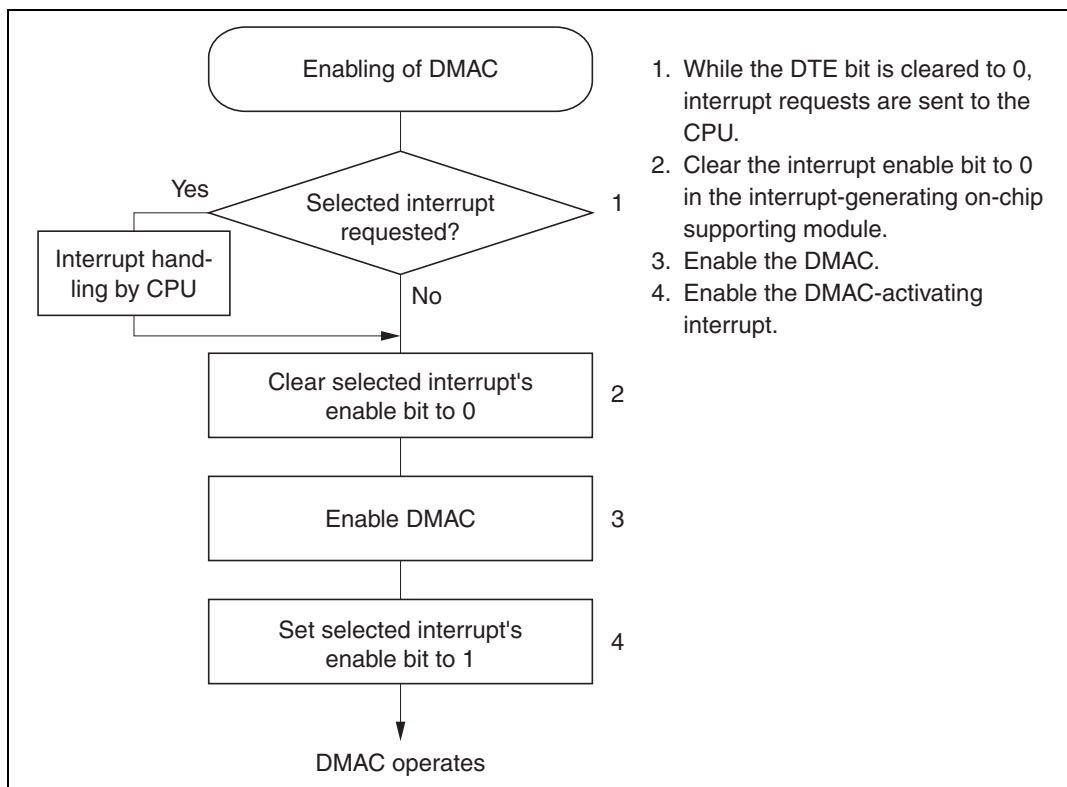 Enabling of DMAC
Yes
Selected interrupt
requested?
1
Interrupt hand-
ling by CPU
No
Clear selected interrupt's
enable bit to 0
2
Enable DMAC
3
Set selected interrupt's
enable bit to 1
4
DMAC operates
1. While the DTE bit is cleared to 0,
interrupt requests are sent to the
CPU.
2. Clear the interrupt enable bit to 0
in the interrupt-generating on-chip
supporting module.
3. Enable the DMAC.
4. Enable the DMAC-activating
interrupt.